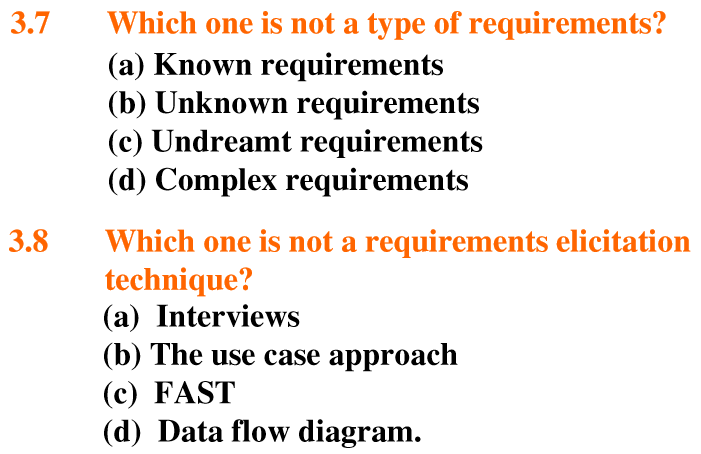 3.7 Which one is not a type of requirements?
(a) Known requirements
(b) Unknown requirements
(c) Undreamt requirements
(d) Complex requirements
3.8 Which one is not a requirements elicitation
technique?
(a) Interviews
(b) The use case approach
(c) FAST
(d) Data flow diagram.